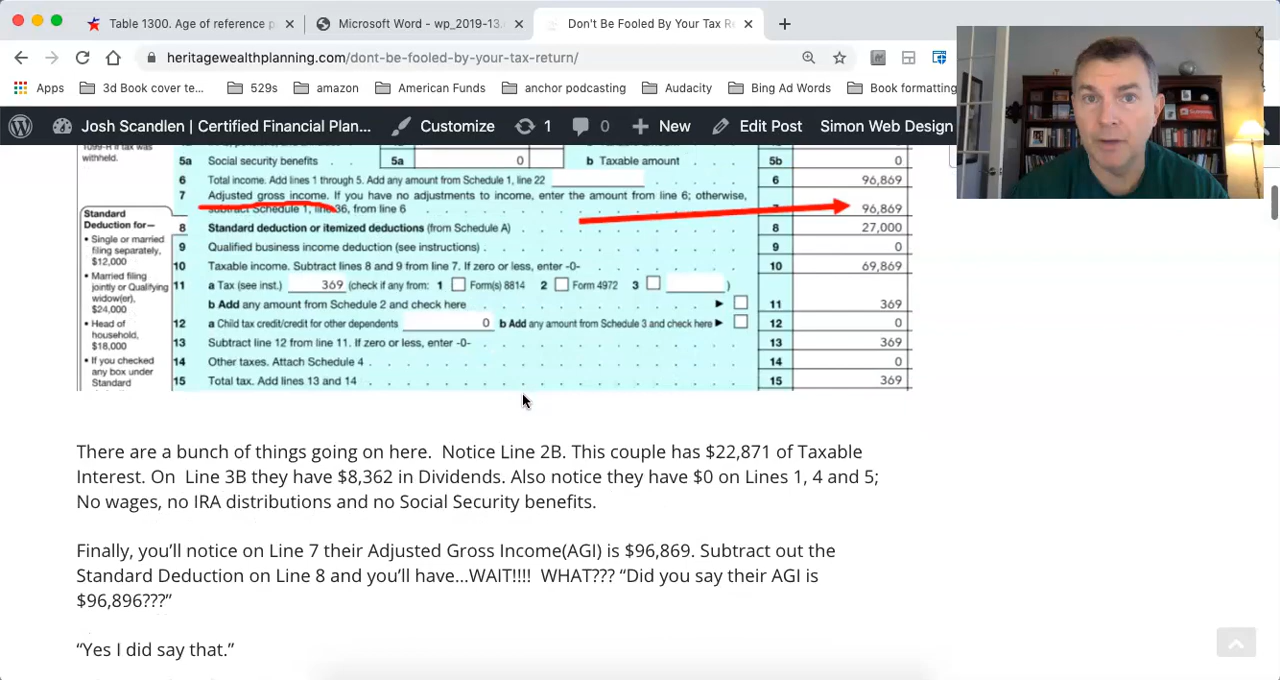 Table 1300. Age of reference p
Microsoft Word - wp_2019-13.
Don't Be Fooled By Your Tax Re
heritagewealthplanning.com/dont-be-fooled-by-your-tax-return/
Apps 3d Book cover te... 529s amazon American Funds anchor podcasting Audacity Bing Ad Words Book formatting
Josh Scandlen | Certified Financial Plan... Customize 1 0 New Edit Post Simon Web Design
1099-R if tax was
withheld.
5a Social security benefits . . 5a 0 b Taxable amount . . . 5b 0
6 Total income. Add lines 1 through 5. Add any amount from Schedule 1, line 22 . . . . . 6 96,869
7 Adjusted gross income. If you have no adjustments to income, enter the amount from line 6; otherwise,
subtract Schedule 1, line 36, from line 6 96,869
Standard
Deduction for—
• Single or married
filing separately,
$12,000
• Married filing
jointly or Qualifying
widow(er),
$24,000
• Head of
household,
$18,000
• If you checked
any box under
Standard
8 Standard deduction or itemized deductions (from Schedule A) 8 27,000
9 Qualified business income deduction (see instructions) 9 0
10 Taxable income. Subtract lines 8 and 9 from line 7. If zero or less, enter -0- 10 69,869
11 a Tax (see inst.) 369 (check if any from: 1 Form(s) 8814 2 Form 4972 3 )
b Add any amount from Schedule 2 and check here 11 369
12 a Child tax credit/credit for other dependents 0 b Add any amount from Schedule 3 and check here 12 0
13 Subtract line 12 from line 11. If zero or less, enter -0- 13 369
14 Other taxes. Attach Schedule 4 14 0
15 Total tax. Add lines 13 and 14 15 369
There are a bunch of things going on here. Notice Line 2B. This couple has $22,871 of Taxable
Interest. On Line 3B they have $8,362 in Dividends. Also notice they have $0 on Lines 1, 4 and 5;
No wages, no IRA distributions and no Social Security benefits.
Finally, you'll notice on Line 7 their Adjusted Gross Income(AGI) is $96,869. Subtract out the
Standard Deduction on Line 8 and you'll have...WAIT!!!! WHAT??? “Did you say their AGI is
$96,896???”
“Yes I did say that.”